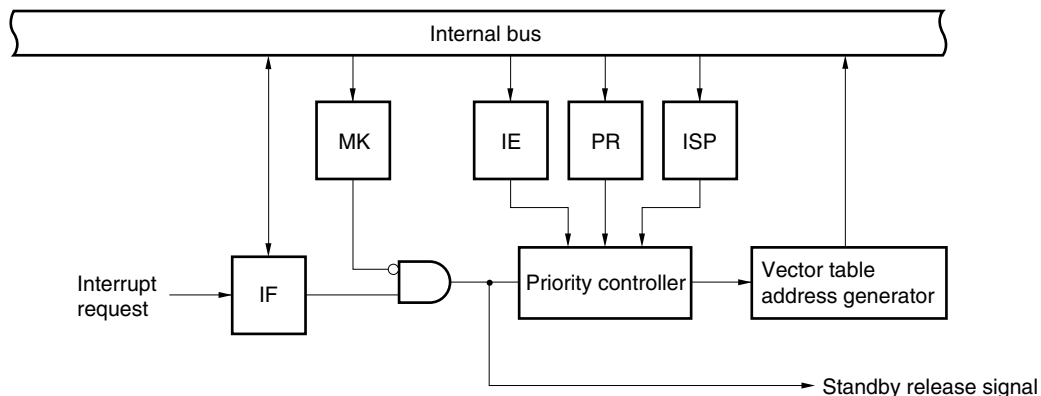 Internal bus
MK
IE
PR
ISP
Interrupt
request
IF
Priority controller
Vector table
address generator
Standby release signal